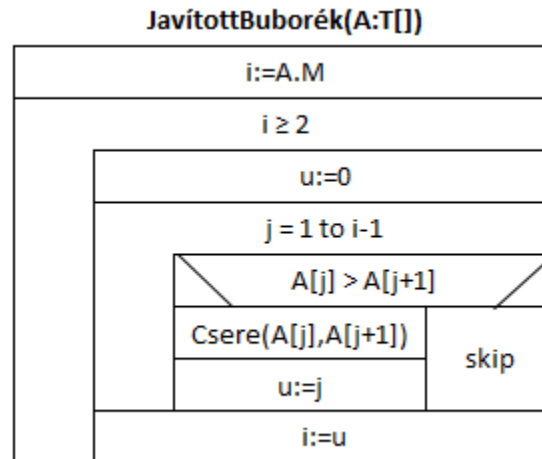 JavítottBuborék(A:T[])
i:=A.M
i ≥ 2
u:=0
j = 1 to i-1
A[j] > A[j+1]
Csere(A[j],A[j+1])
skip
u:=j
i:=u